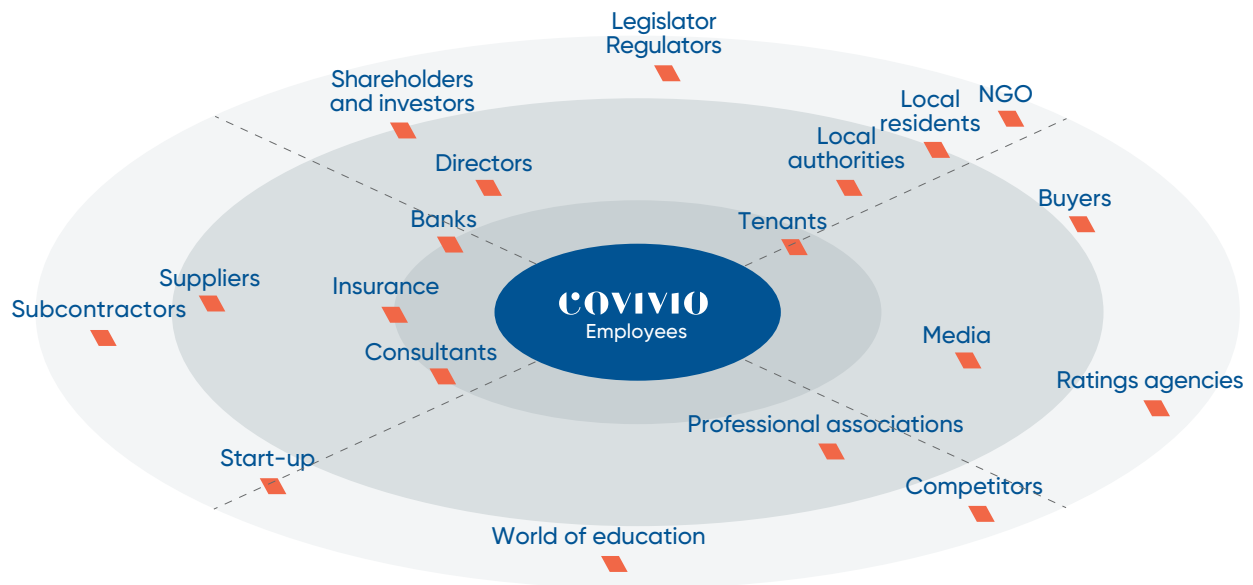 Legislator
Regulators
Shareholders
and investors
NGO
Local
residents
Local
authorities
Directors
Buyers
Banks
Tenants
Suppliers
Insurance
Subcontractors
COVIVIO
Employees
Media
Consultants
Ratings agencies
Professional associations
Start-up
Competitors
World of education